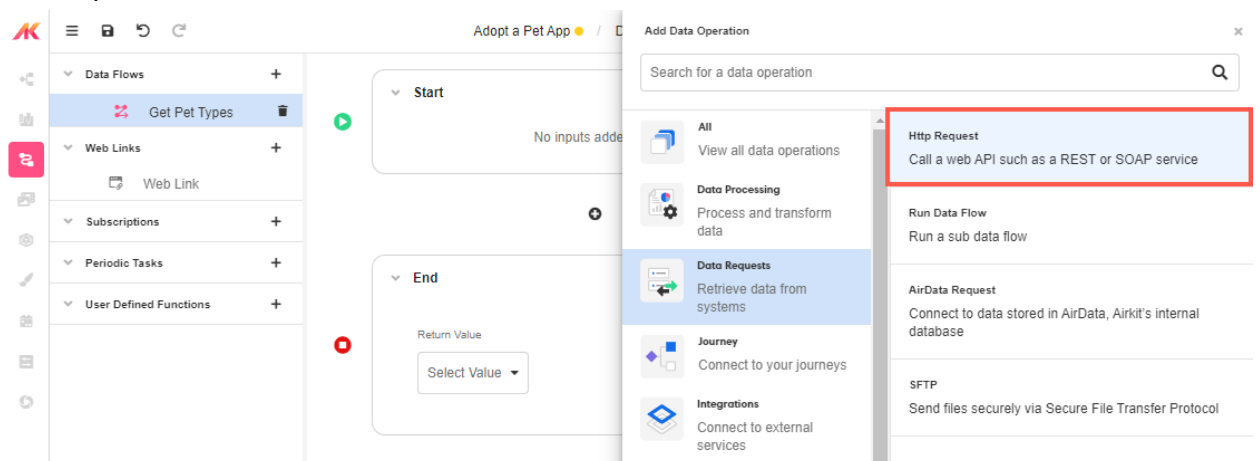 Adopt a Pet App
/
D
Add Data Operation
×
Data Flows
+
Get Pet Types
Web Links
+
Web Link
Subscriptions
+
Periodic Tasks
+
User Defined Functions
+
Start
No inputs adde
End
Return Value
Select Value
Search for a data operation
All
View all data operations
Data Processing
Process and transform
data
Data Requests
Retrieve data from
systems
Journey
Connect to your journeys
Integrations
Connect to external
services
Http Request
Call a web API such as a REST or SOAP service
Run Data Flow
Run a sub data flow
AirData Request
Connect to data stored in AirData, Airkit's internal
database
SFTP
Send files securely via Secure File Transfer Protocol